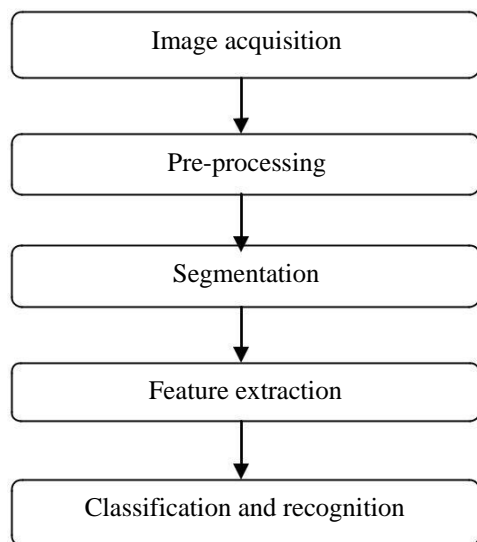 Image acquisition
Pre-processing
Segmentation
Feature extraction
Classification and recognition